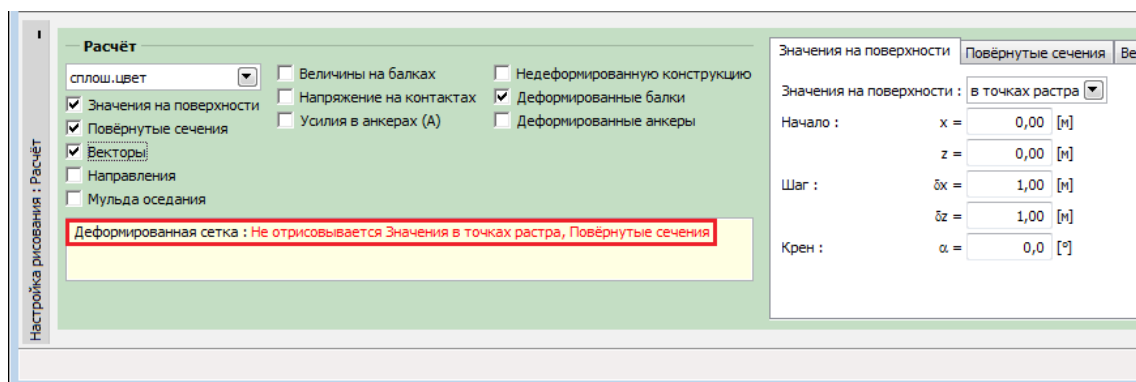 Настройка рисования : Расчёт
Расчёт
сплош.цвет
Значения на поверхности
Повёрнутые сечения
Векторы
Направления
Мульда оседания
Величины на балках
Напряжение на контактах
Усилия в анкерах (A)
Недеформированную конструкцию
Деформированные балки
Деформированные анкеры
Деформированная сетка : Не отрисовывается Значения в точках растра, Повёрнутые сечения
Значения на поверхности Повёрнутые сечения Ве
Значения на поверхности : в точках растра
Начало : x = 0,00 [м]
z = 0,00 [м]
Шаг : δx = 1,00 [м]
δz = 1,00 [м]
Крен : α = 0,0 [°]